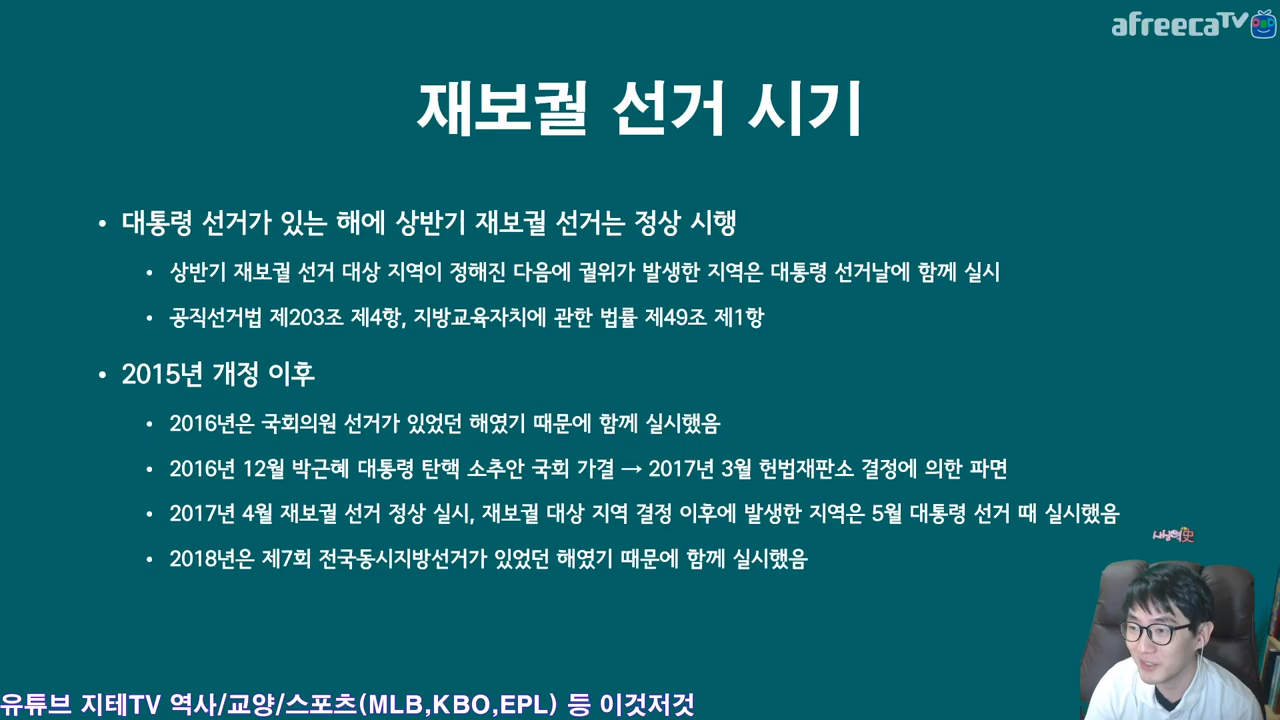 afreecaTV
재보궐 선거 시기
• 대통령 선거가 있는 해에 상반기 재보궐 선거는 정상 시행
• 상반기 재보궐 선거 대상 지역이 정해진 다음에 궐위가 발생한 지역은 대통령 선거날에 함께 실시
• 공직선거법 제203조 제4항, 지방교육자치에 관한 법률 제49조 제1항
• 2015년 개정 이후
• 2016년은 국회의원 선거가 있었던 해였기 때문에 함께 실시했음
• 2016년 12월 박근혜 대통령 탄핵 소추안 국회 가결 → 2017년 3월 헌법재판소 결정에 의한 파면
• 2017년 4월 재보궐 선거 정상 실시, 재보궐 대상 지역 결정 이후에 발생한 지역은 5월 대통령 선거 때 실시했음
• 2018년은 제7회 전국동시지방선거가 있었던 해였기 때문에 함께 실시했음
유튜브 지테TV 역사/교양/스포츠(MLB,KBO,EPL) 등 이것저것